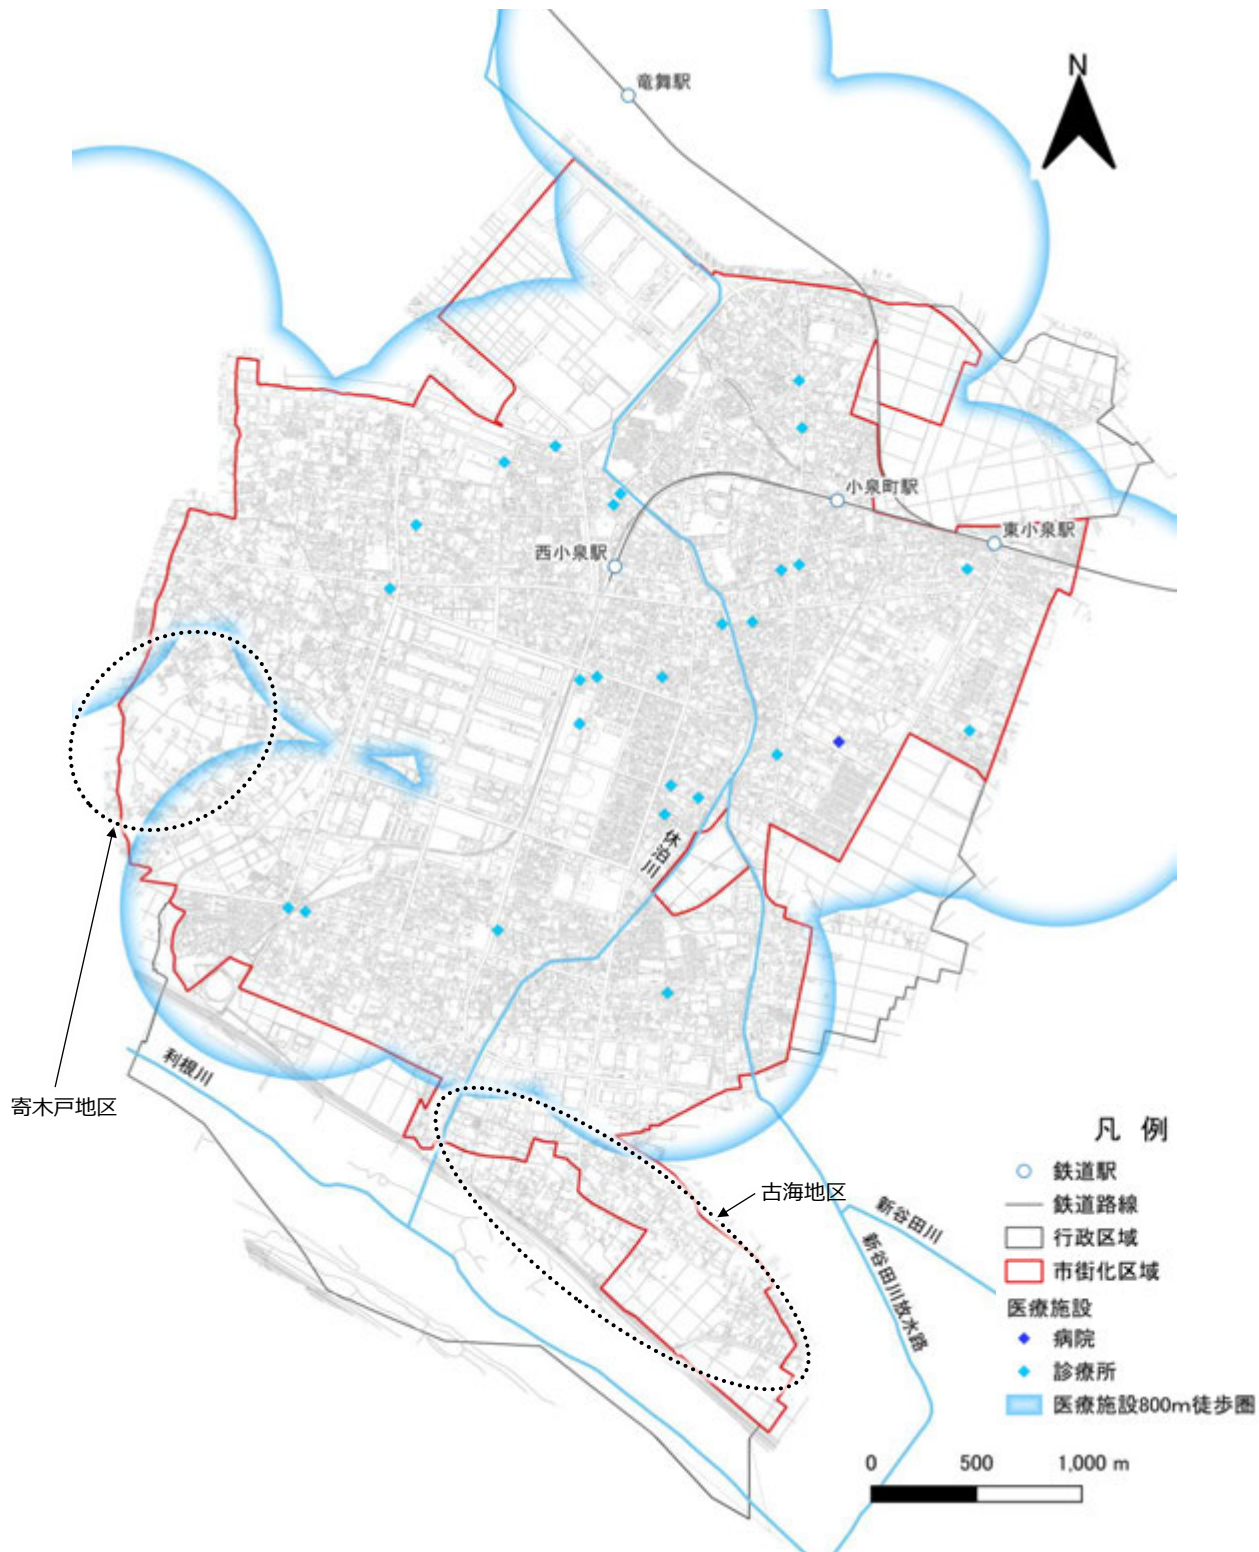 竜舞駅
N
小泉町駅
東小泉駅
西小泉駅
休泊川
利根川
寄木戸地区
古海地区
新谷田川
新谷田川放水路
凡 例
鉄道駅
鉄道路線
行政区域
市街化区域
医療施設
病院
診療所
医療施設800m徒歩圏
0 500 1,000 m